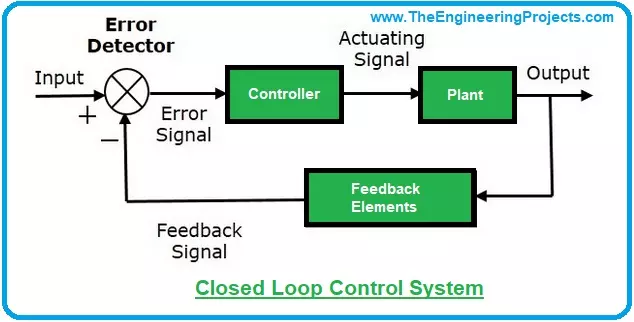 www.TheEngineeringProjects.com
Error
Detector
Actuating
Signal
Input
Output
+
Controller
Plant
Error
Signal
−
Feedback
Elements
Feedback
Signal
Closed Loop Control System